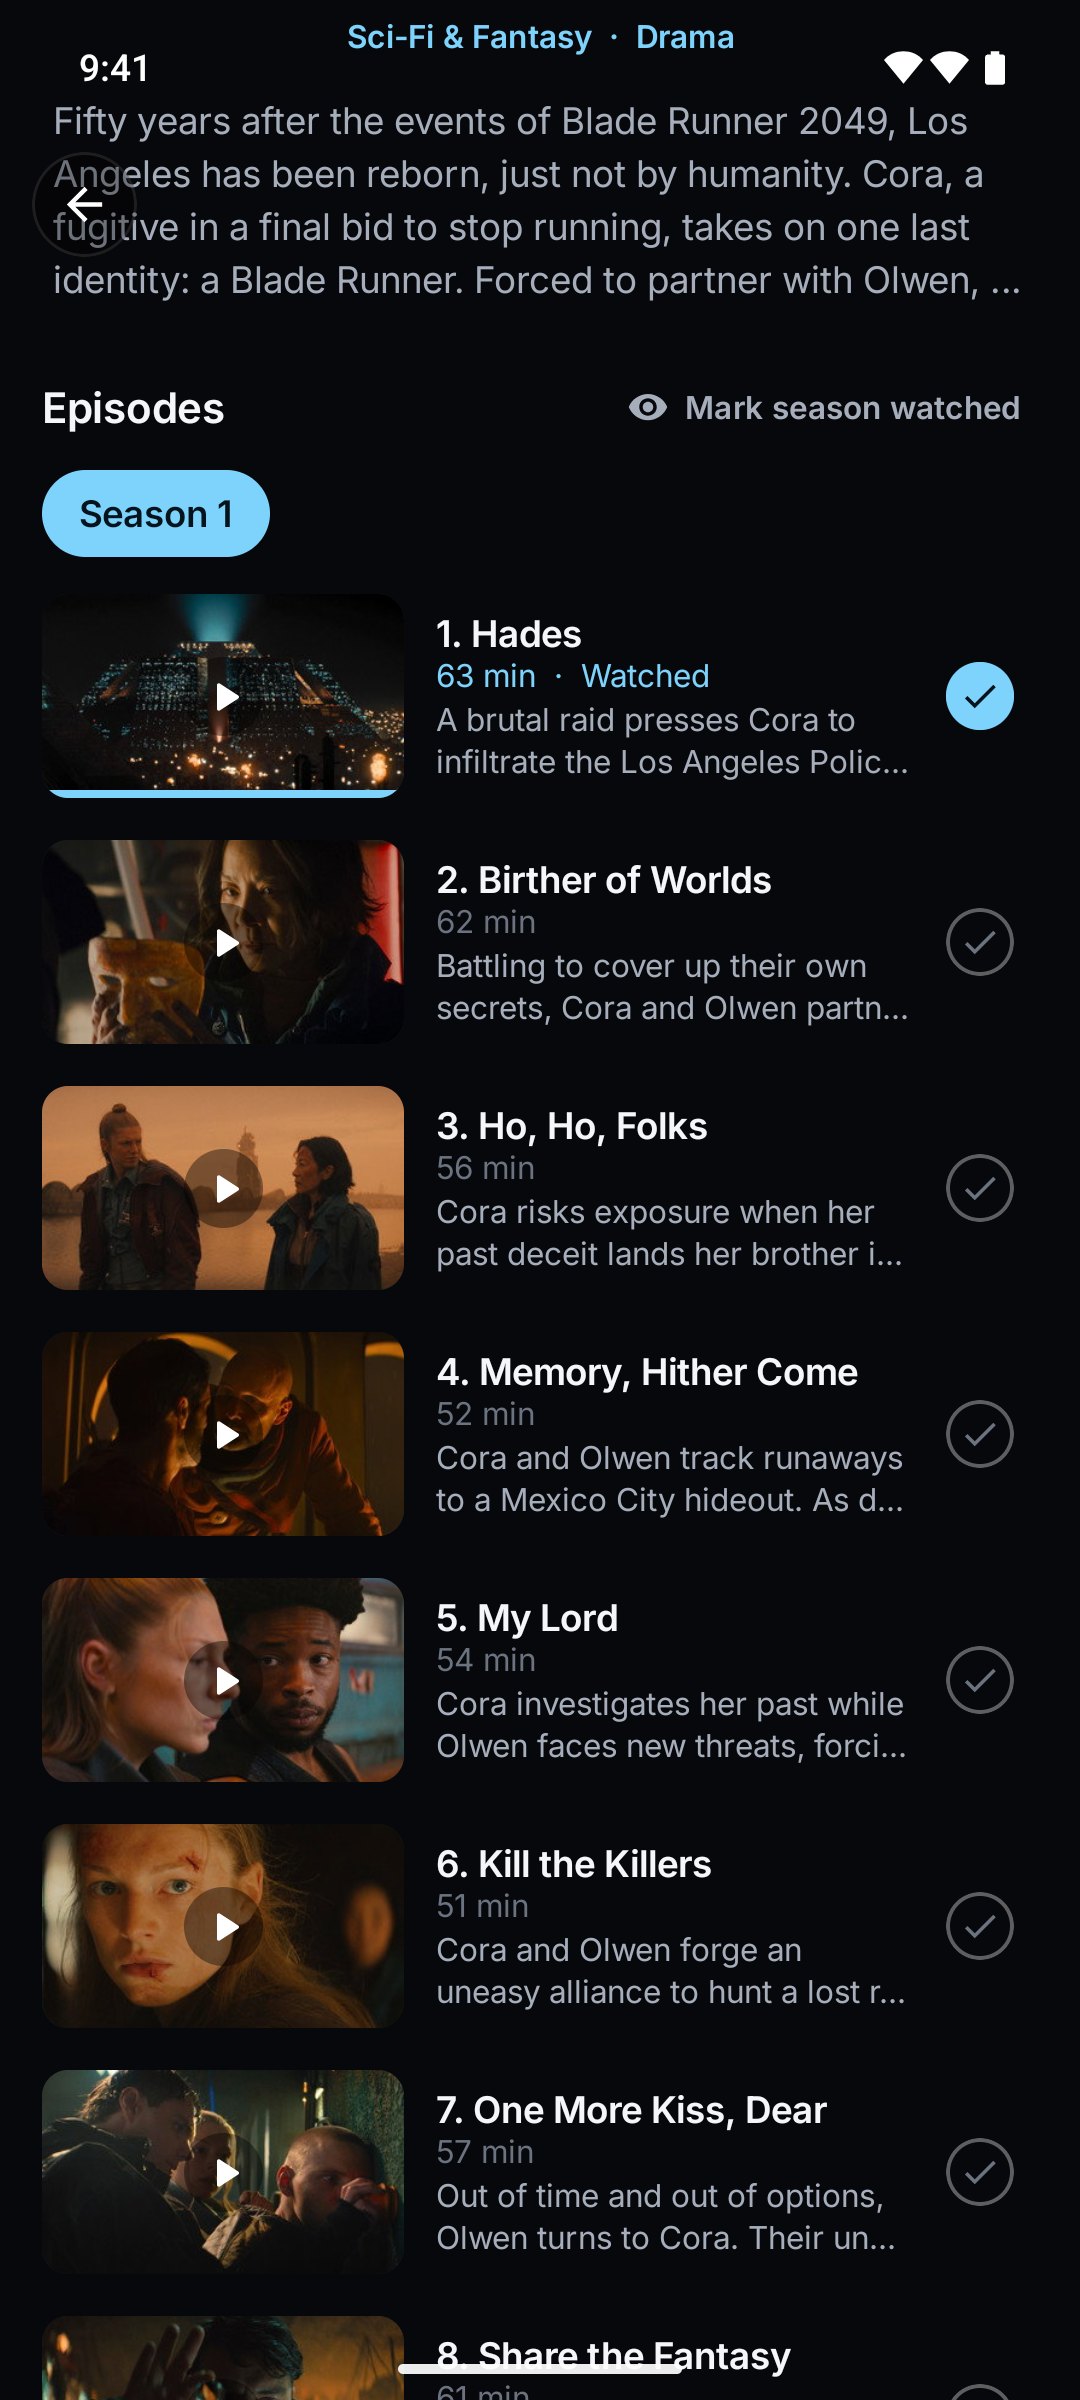 Sci-Fi & Fantasy · Drama
9:41
Fifty years after the events of Blade Runner 2049, Los
Angeles has been reborn, just not by humanity. Cora, a
fugitive in a final bid to stop running, takes on one last
identity: a Blade Runner. Forced to partner with Olwen, ...
Episodes
Mark season watched
Season 1
1. Hades
63 min · Watched
A brutal raid presses Cora to
infiltrate the Los Angeles Polic...
2. Birther of Worlds
62 min
Battling to cover up their own
secrets, Cora and Olwen partn...
3. Ho, Ho, Folks
56 min
Cora risks exposure when her
past deceit lands her brother i...
4. Memory, Hither Come
52 min
Cora and Olwen track runaways
to a Mexico City hideout. As d...
5. My Lord
54 min
Cora investigates her past while
Olwen faces new threats, forci...
6. Kill the Killers
51 min
Cora and Olwen forge an
uneasy alliance to hunt a lost r...
7. One More Kiss, Dear
57 min
Out of time and out of options,
Olwen turns to Cora. Their un...
8. Share the Fantasy
61 min